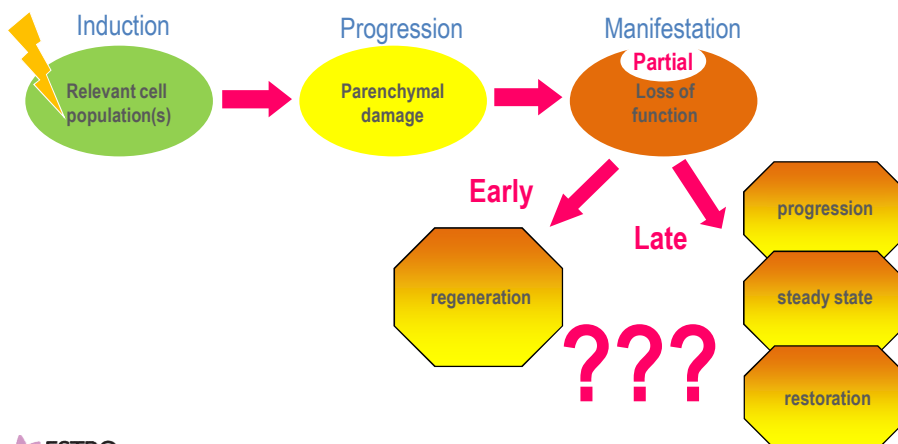 Induction
Progression
Manifestation
Relevant cell
population(s)
Parenchymal
damage
Partial
Loss of
function
Early
Late
regeneration
progression
steady state
restoration
???